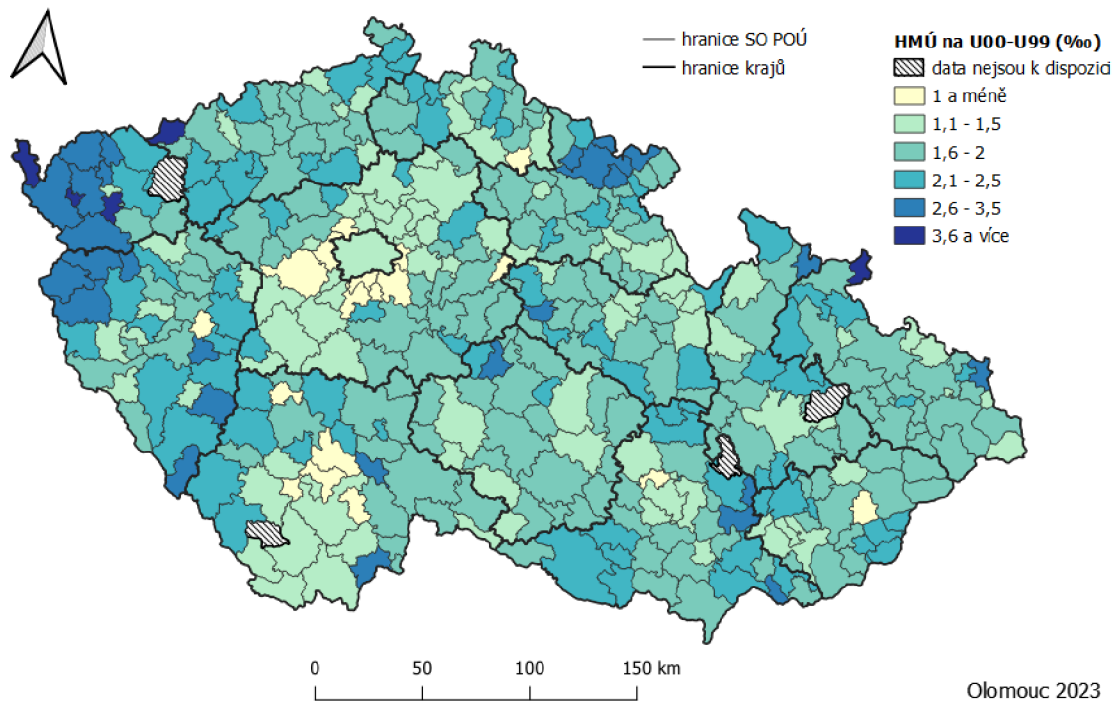 hranice SO POÚ
hranice krajů
HMÚ na U00-U99 (‰)
data nejsou k dispozici
1 a méně
1,1 - 1,5
1,6 - 2
2,1 - 2,5
2,6 - 3,5
3,6 a více
0 50 100 150 km
Olomouc 2023